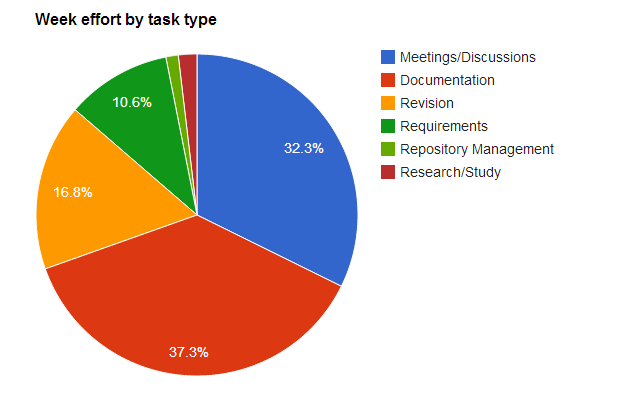 Week effort by task type
Meetings/Discussions
Documentation
Revision
Requirements
Repository Management
Research/Study
10.6%
32.3%
16.8%
37.3%